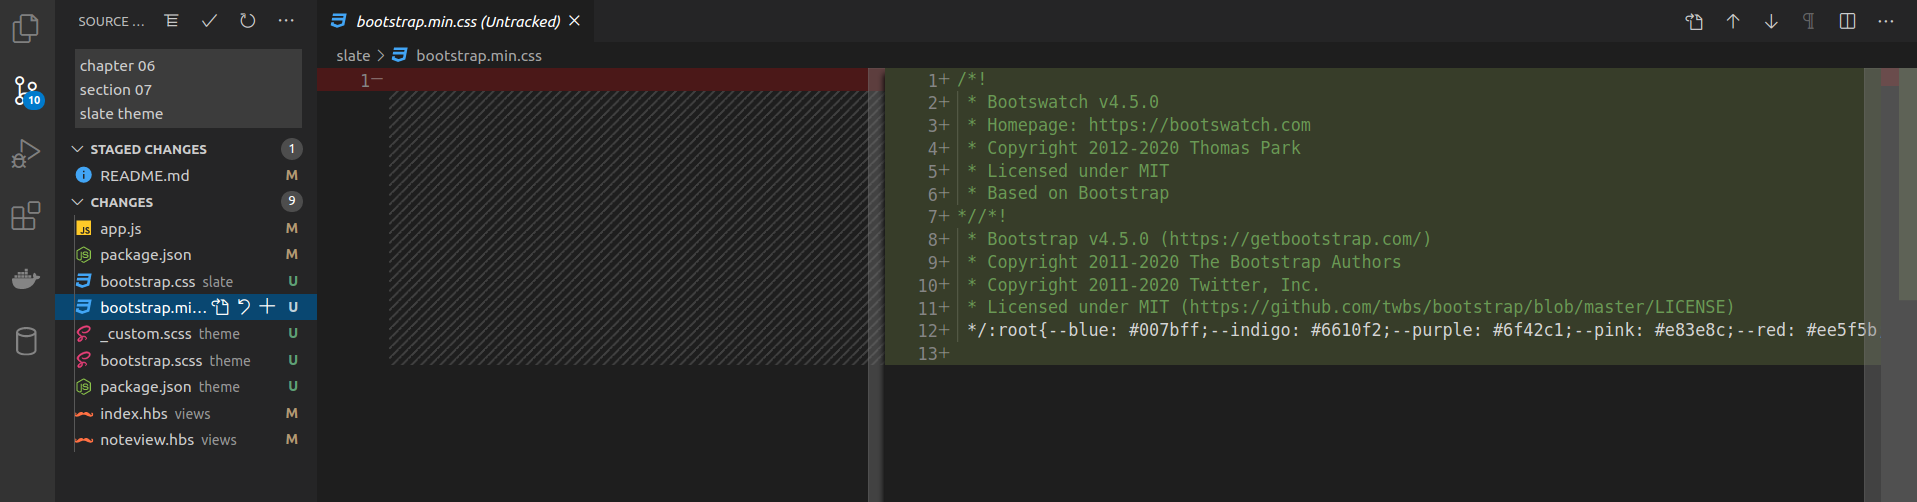 SOURCE ...
bootstrap.min.css (Untracked)
slate > bootstrap.min.css
chapter 06
section 07
slate theme
STAGED CHANGES 1
README.md M
CHANGES 9
app.js M
package.json M
bootstrap.css slate U
bootstrap.mi... U
_custom.scss theme U
bootstrap.scss theme U
package.json theme U
index.hbs views M
noteview.hbs views M
10
1—
1+ /*!
2+ * Bootswatch v4.5.0
3+ * Homepage: https://bootswatch.com
4+ * Copyright 2012-2020 Thomas Park
5+ * Licensed under MIT
6+ * Based on Bootstrap
7+ *//*!
8+ * Bootstrap v4.5.0 (https://getbootstrap.com/)
9+ * Copyright 2011-2020 The Bootstrap Authors
10+ * Copyright 2011-2020 Twitter, Inc.
11+ * Licensed under MIT (https://github.com/twbs/bootstrap/blob/master/LICENSE)
12+ */:root{--blue: #007bff;--indigo: #6610f2;--purple: #6f42c1;--pink: #e83e8c;--red: #ee5f5b
13+